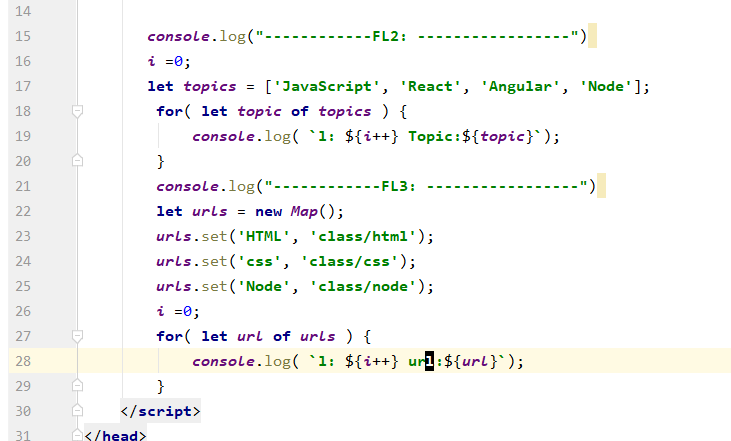 14
15 console.log("------------FL2: -----------------")
16 i =0;
17 let topics = ['JavaScript', 'React', 'Angular', 'Node'];
18 for( let topic of topics ) {
19 console.log( `l: ${i++} Topic:${topic}`);
20 }
21 console.log("------------FL3: -----------------")
22 let urls = new Map();
23 urls.set('HTML', 'class/html');
24 urls.set('css', 'class/css');
25 urls.set('Node', 'class/node');
26 i =0;
27 for( let url of urls ) {
28 console.log( `l: ${i++} url:${url}`);
29 }
30 </script>
31 </head>